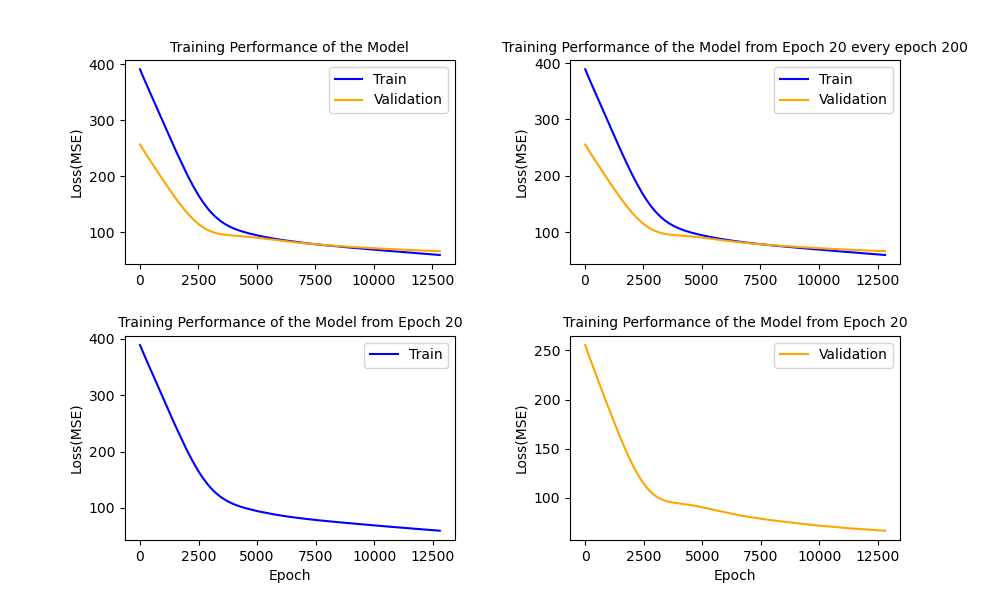 Training Performance of the Model
400
300
200
100
Loss(MSE)
Train
Validation
0 2500 5000 7500 10000 12500
Training Performance of the Model from Epoch 20 every epoch 200
400
300
200
100
Loss(MSE)
Train
Validation
0 2500 5000 7500 10000 12500
Training Performance of the Model from Epoch 20
400
300
200
100
Loss(MSE)
Train
0 2500 5000 7500 10000 12500
Epoch
Training Performance of the Model from Epoch 20
250
200
150
100
Loss(MSE)
Validation
0 2500 5000 7500 10000 12500
Epoch